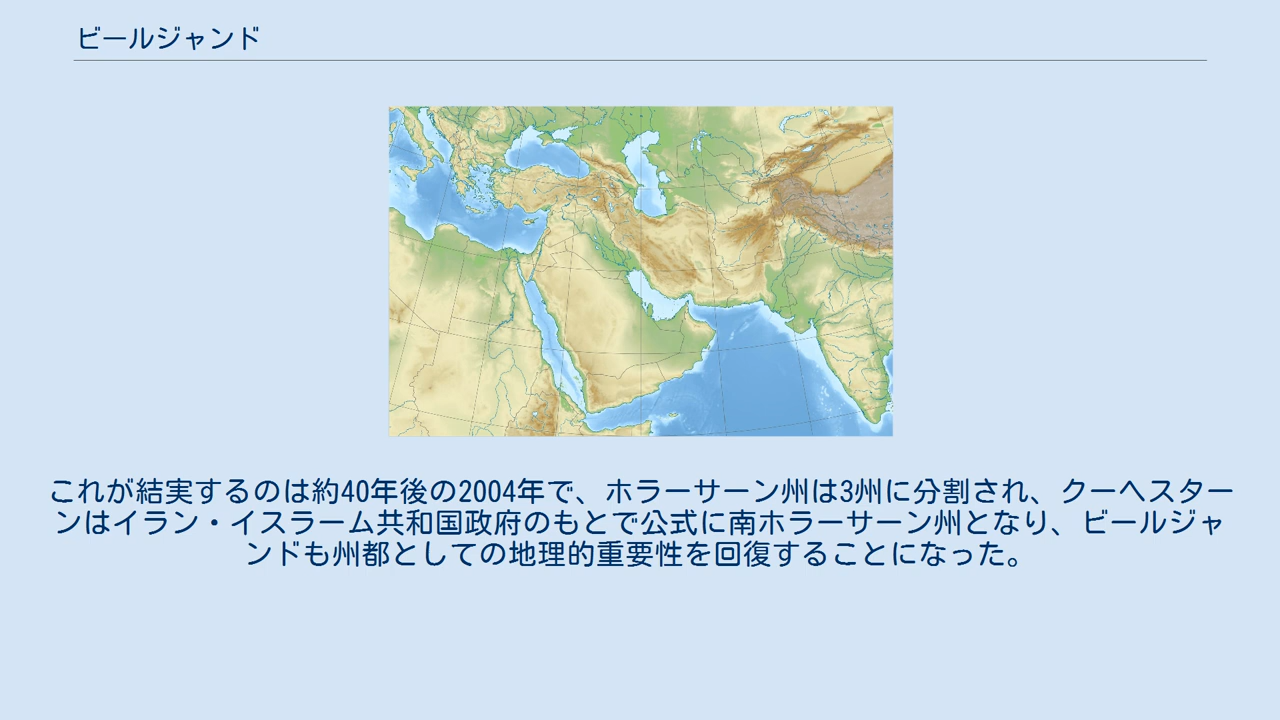 ビールジャンド
これが結実するのは約40年後の2004年で、ホラーサーン州は3州に分割され、クーヘスター
ンはイラン・イスラーム共和国政府のもとで公式に南ホラーサーン州となり、ビールジャ
ンドも州都としての地理的重要性を回復することになった。